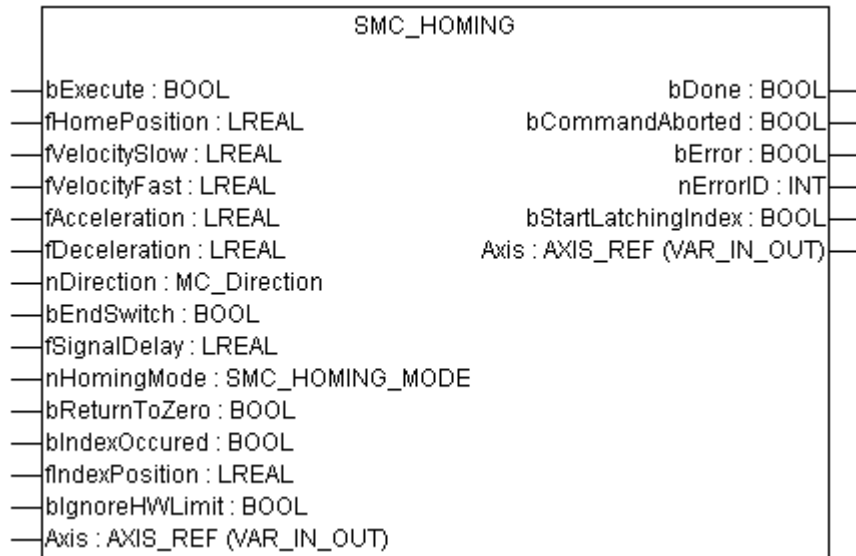 SMC_HOMING
bExecute : BOOL
bDone : BOOL
fHomePosition : LREAL
bCommandAborted : BOOL
fVelocitySlow : LREAL
bError : BOOL
fVelocityFast : LREAL
nErrorID : INT
fAcceleration : LREAL
bStartLatchingIndex : BOOL
fDeceleration : LREAL
Axis : AXIS_REF (VAR_IN_OUT)
nDirection : MC_Direction
bEndSwitch : BOOL
fSignalDelay : LREAL
nHomingMode : SMC_HOMING_MODE
bReturnToZero : BOOL
bIndexOccured : BOOL
fIndexPosition : LREAL
bIgnoreHWLimit : BOOL
Axis : AXIS_REF (VAR_IN_OUT)